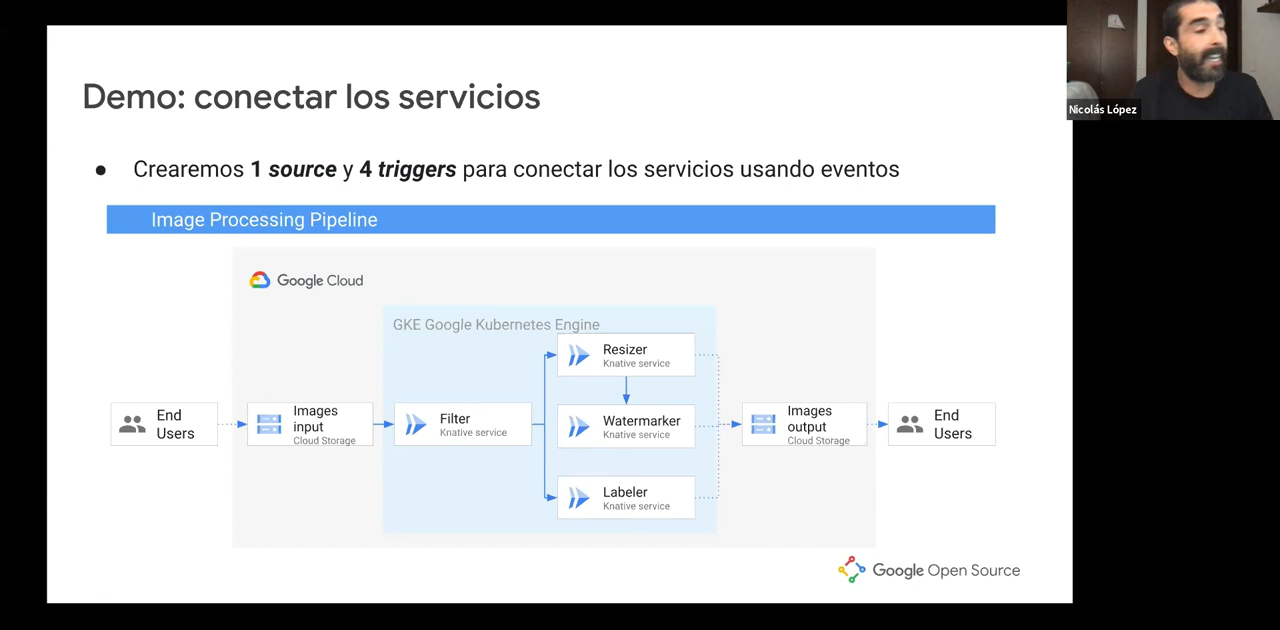 Nicolás López
Demo: conectar los servicios
● Crearemos 1 source y 4 triggers para conectar los servicios usando eventos
Image Processing Pipeline
Google Cloud
GKE Google Kubernetes Engine
End
Users
Images
input
Cloud Storage
Filter
Knative service
Resizer
Knative service
Watermarker
Knative service
Labeler
Knative service
Images
output
Cloud Storage
End
Users
Google Open Source